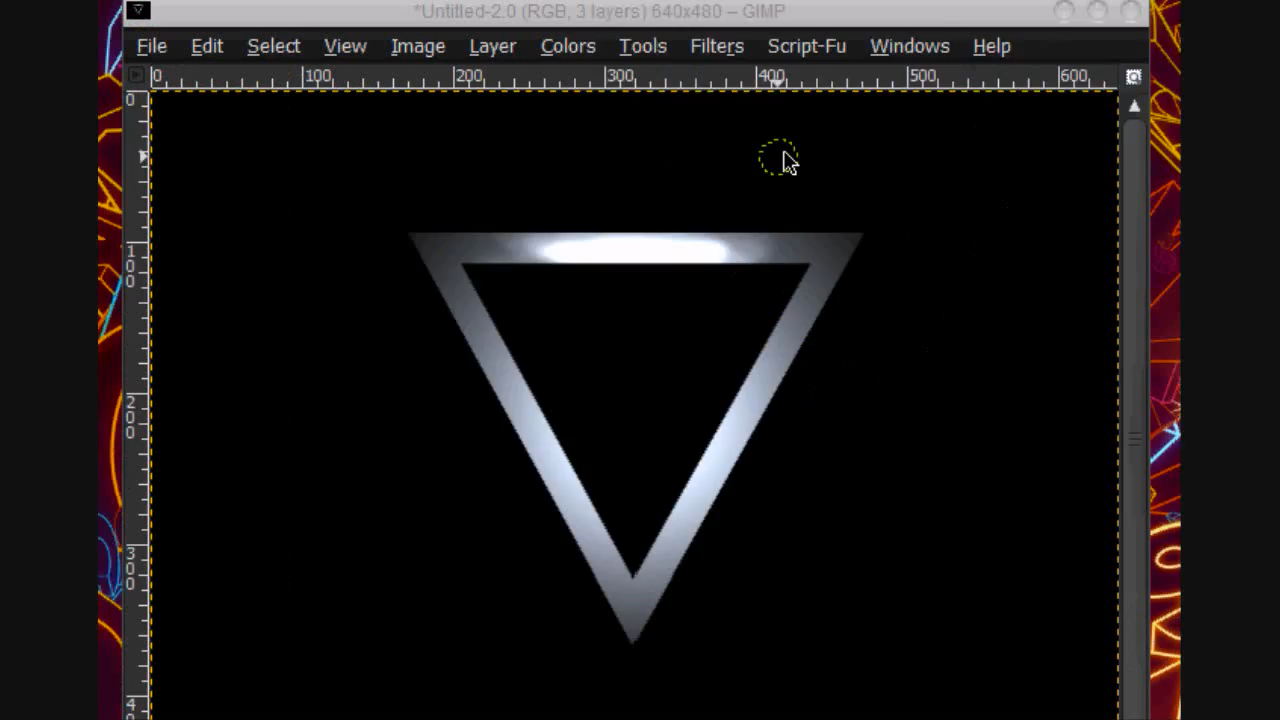 *Untitled-2.0 (RGB, 3 layers) 640x480 – GIMP
File Edit Select View Image Layer Colors Tools Filters Script-Fu Windows Help
0 100 200 300 400 500 600
0
100
200
300
4